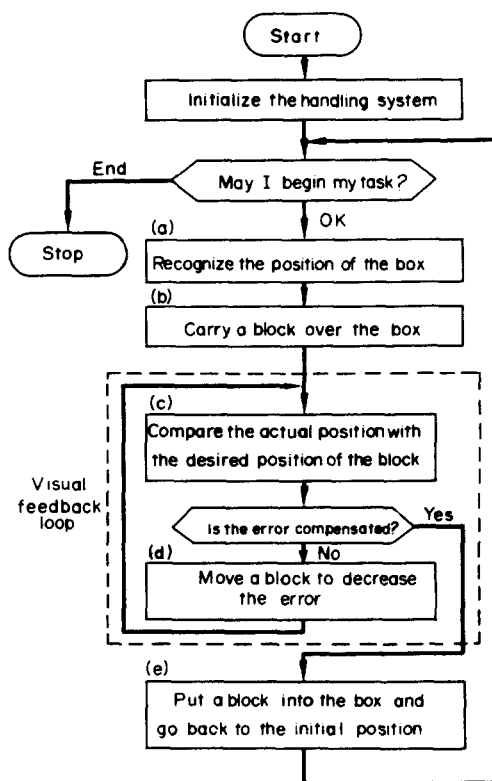 Start
Initialize the handling system
End
May I begin my task?
OK
Stop
(a)
Recognize the position of the box
(b)
Carry a block over the box
(c)
Compare the actual position with
the desired position of the block
Visual
feedback
loop
Is the error compensated?
Yes
No
(d)
Move a block to decrease
the error
(e)
Put a block into the box and
go back to the initial position